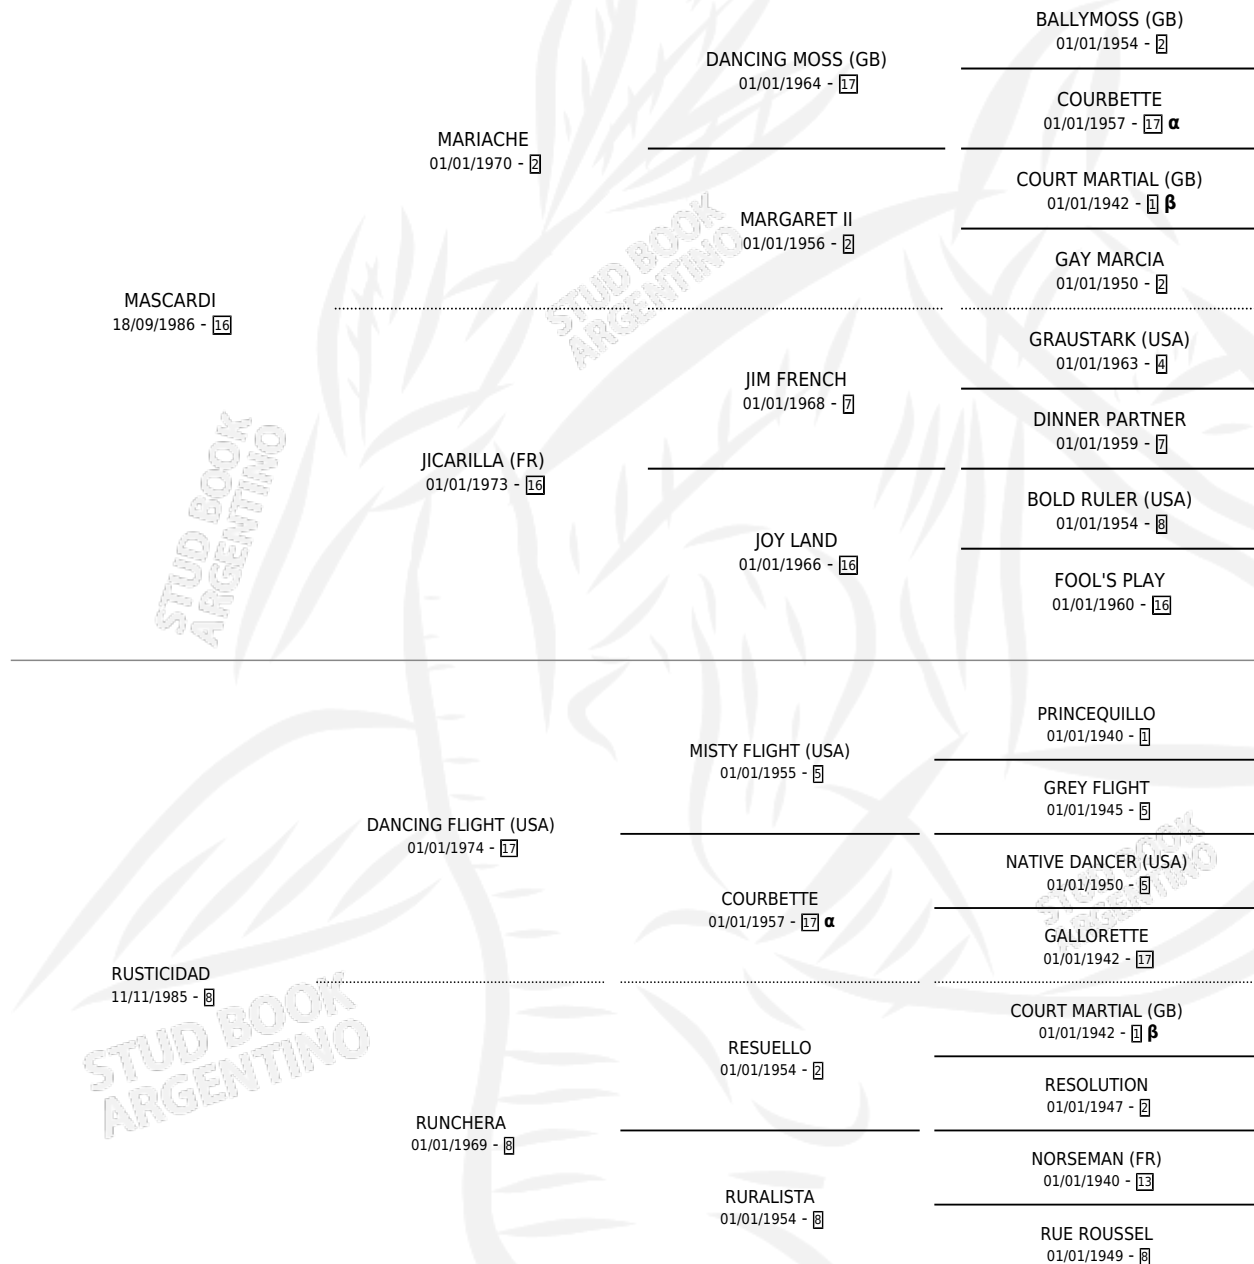 BALLYMOSS (GB)
01/01/1954 - 2
DANCING MOSS (GB)
01/01/1964 - 17
COURBETTE
01/01/1957 - 17 α
MARIACHE
01/01/1970 - 2
COURT MARTIAL (GB)
01/01/1942 - 1 β
MARGARET II
01/01/1956 - 2
GAY MARCIA
01/01/1950 - 2
MASCARDI
18/09/1986 - 16
STUD BOOK
ARGENTINO
GRAUSTARK (USA)
01/01/1963 - 4
JIM FRENCH
01/01/1968 - 7
DINNER PARTNER
01/01/1959 - 7
JICARILLA (FR)
01/01/1973 - 16
BOLD RULER (USA)
01/01/1954 - 8
JOY LAND
01/01/1966 - 16
FOOL'S PLAY
01/01/1960 - 16
STUD BOOK
ARGENTINO
PRINCEQUILLO
01/01/1940 - 1
MISTY FLIGHT (USA)
01/01/1955 - 5
GREY FLIGHT
01/01/1945 - 5
DANCING FLIGHT (USA)
01/01/1974 - 17
NATIVE DANCER (USA)
01/01/1950 - 5
STUD BOOK
ARGENTINO
COURBETTE
01/01/1957 - 17 α
GALLORETTE
01/01/1942 - 17
RUSTICIDAD
11/11/1985 - 8
STUD BOOK
ARGENTINO
COURT MARTIAL (GB)
01/01/1942 - 1 β
RESUELLO
01/01/1954 - 2
RESOLUTION
01/01/1947 - 2
RUNCHERA
01/01/1969 - 8
NORSEMAN (FR)
01/01/1940 - 13
RURALISTA
01/01/1954 - 8
RUE ROUSSEL
01/01/1949 - 8